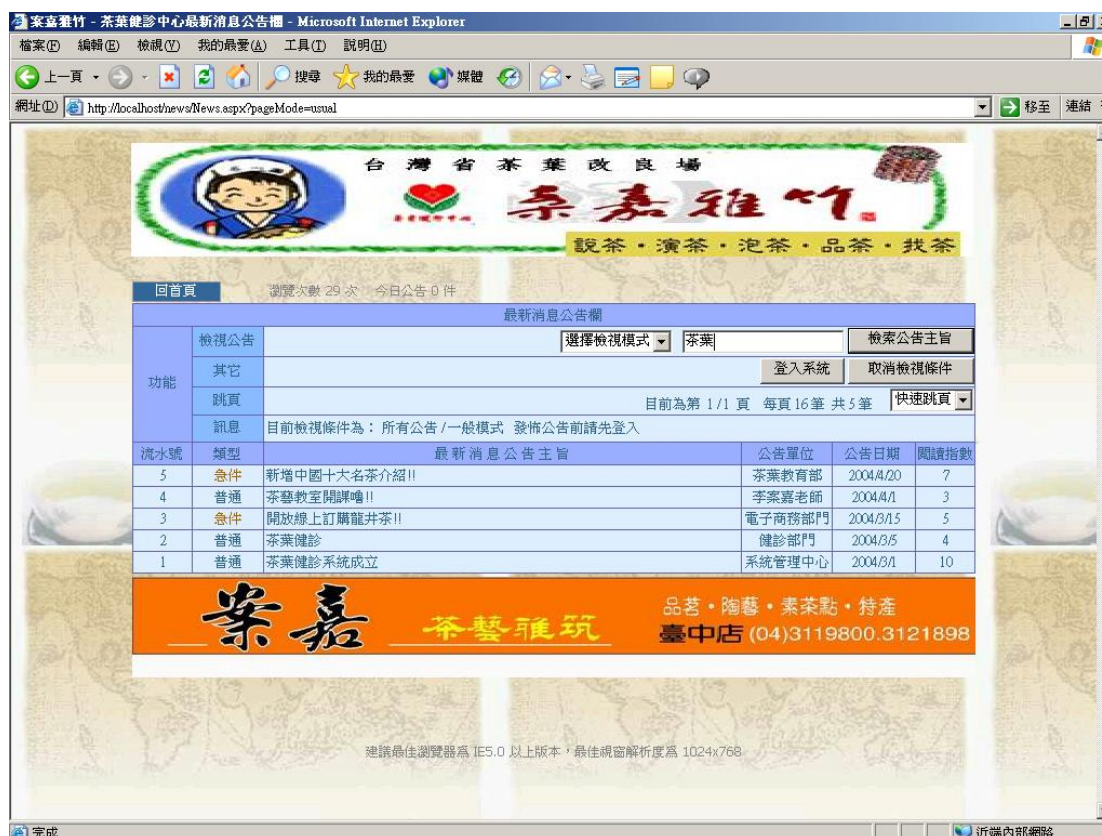 案嘉雅竹 - 茶葉健診中心最新消息公告欄 - Microsoft Internet Explorer
檔案(F) 編輯(E) 檢視(V) 我的最愛(A) 工具(T) 說明(H)
上一頁 搜尋 我的最愛 媒體
網址(D) http://localhost/news/News.aspx?pageMode=usual 移至 連結
台灣省茶葉改良場
案嘉雅竹
說茶・演茶・泡茶・品茶・找茶
回首頁 瀏覽次數 29 次 今日公告 0 件
最新消息公告欄
功能
檢視公告 選擇檢視模式 茶葉 檢索公告主旨
其它 登入系統 取消檢視條件
跳頁 目前為第 1 /1 頁 每頁 16 筆 共 5 筆 快速跳頁
訊息 目前檢視條件為： 所有公告 /一般模式 發佈公告前請先登入
流水號 類型 最新消息公告主旨 公告單位 公告日期 閱讀指數
5 急件 新增中國十大名茶介紹!! 茶葉教育部 2004/4/20 7
4 普通 茶藝教室開課嚕!! 李案嘉老師 2004/4/1 3
3 急件 開放線上訂購龍井茶!! 電子商務部門 2004/3/15 5
2 普通 茶葉健診 健診部門 2004/3/5 4
1 普通 茶葉健診系統成立 系統管理中心 2004/3/1 10
案嘉 茶藝雅筑
品茗・陶藝・素茶點・特產
臺中店 (04)3119800.3121898
建議最佳瀏覽器為 IE5.0 以上版本，最佳視窗解析度為 1024x768
完成 近端內部網路